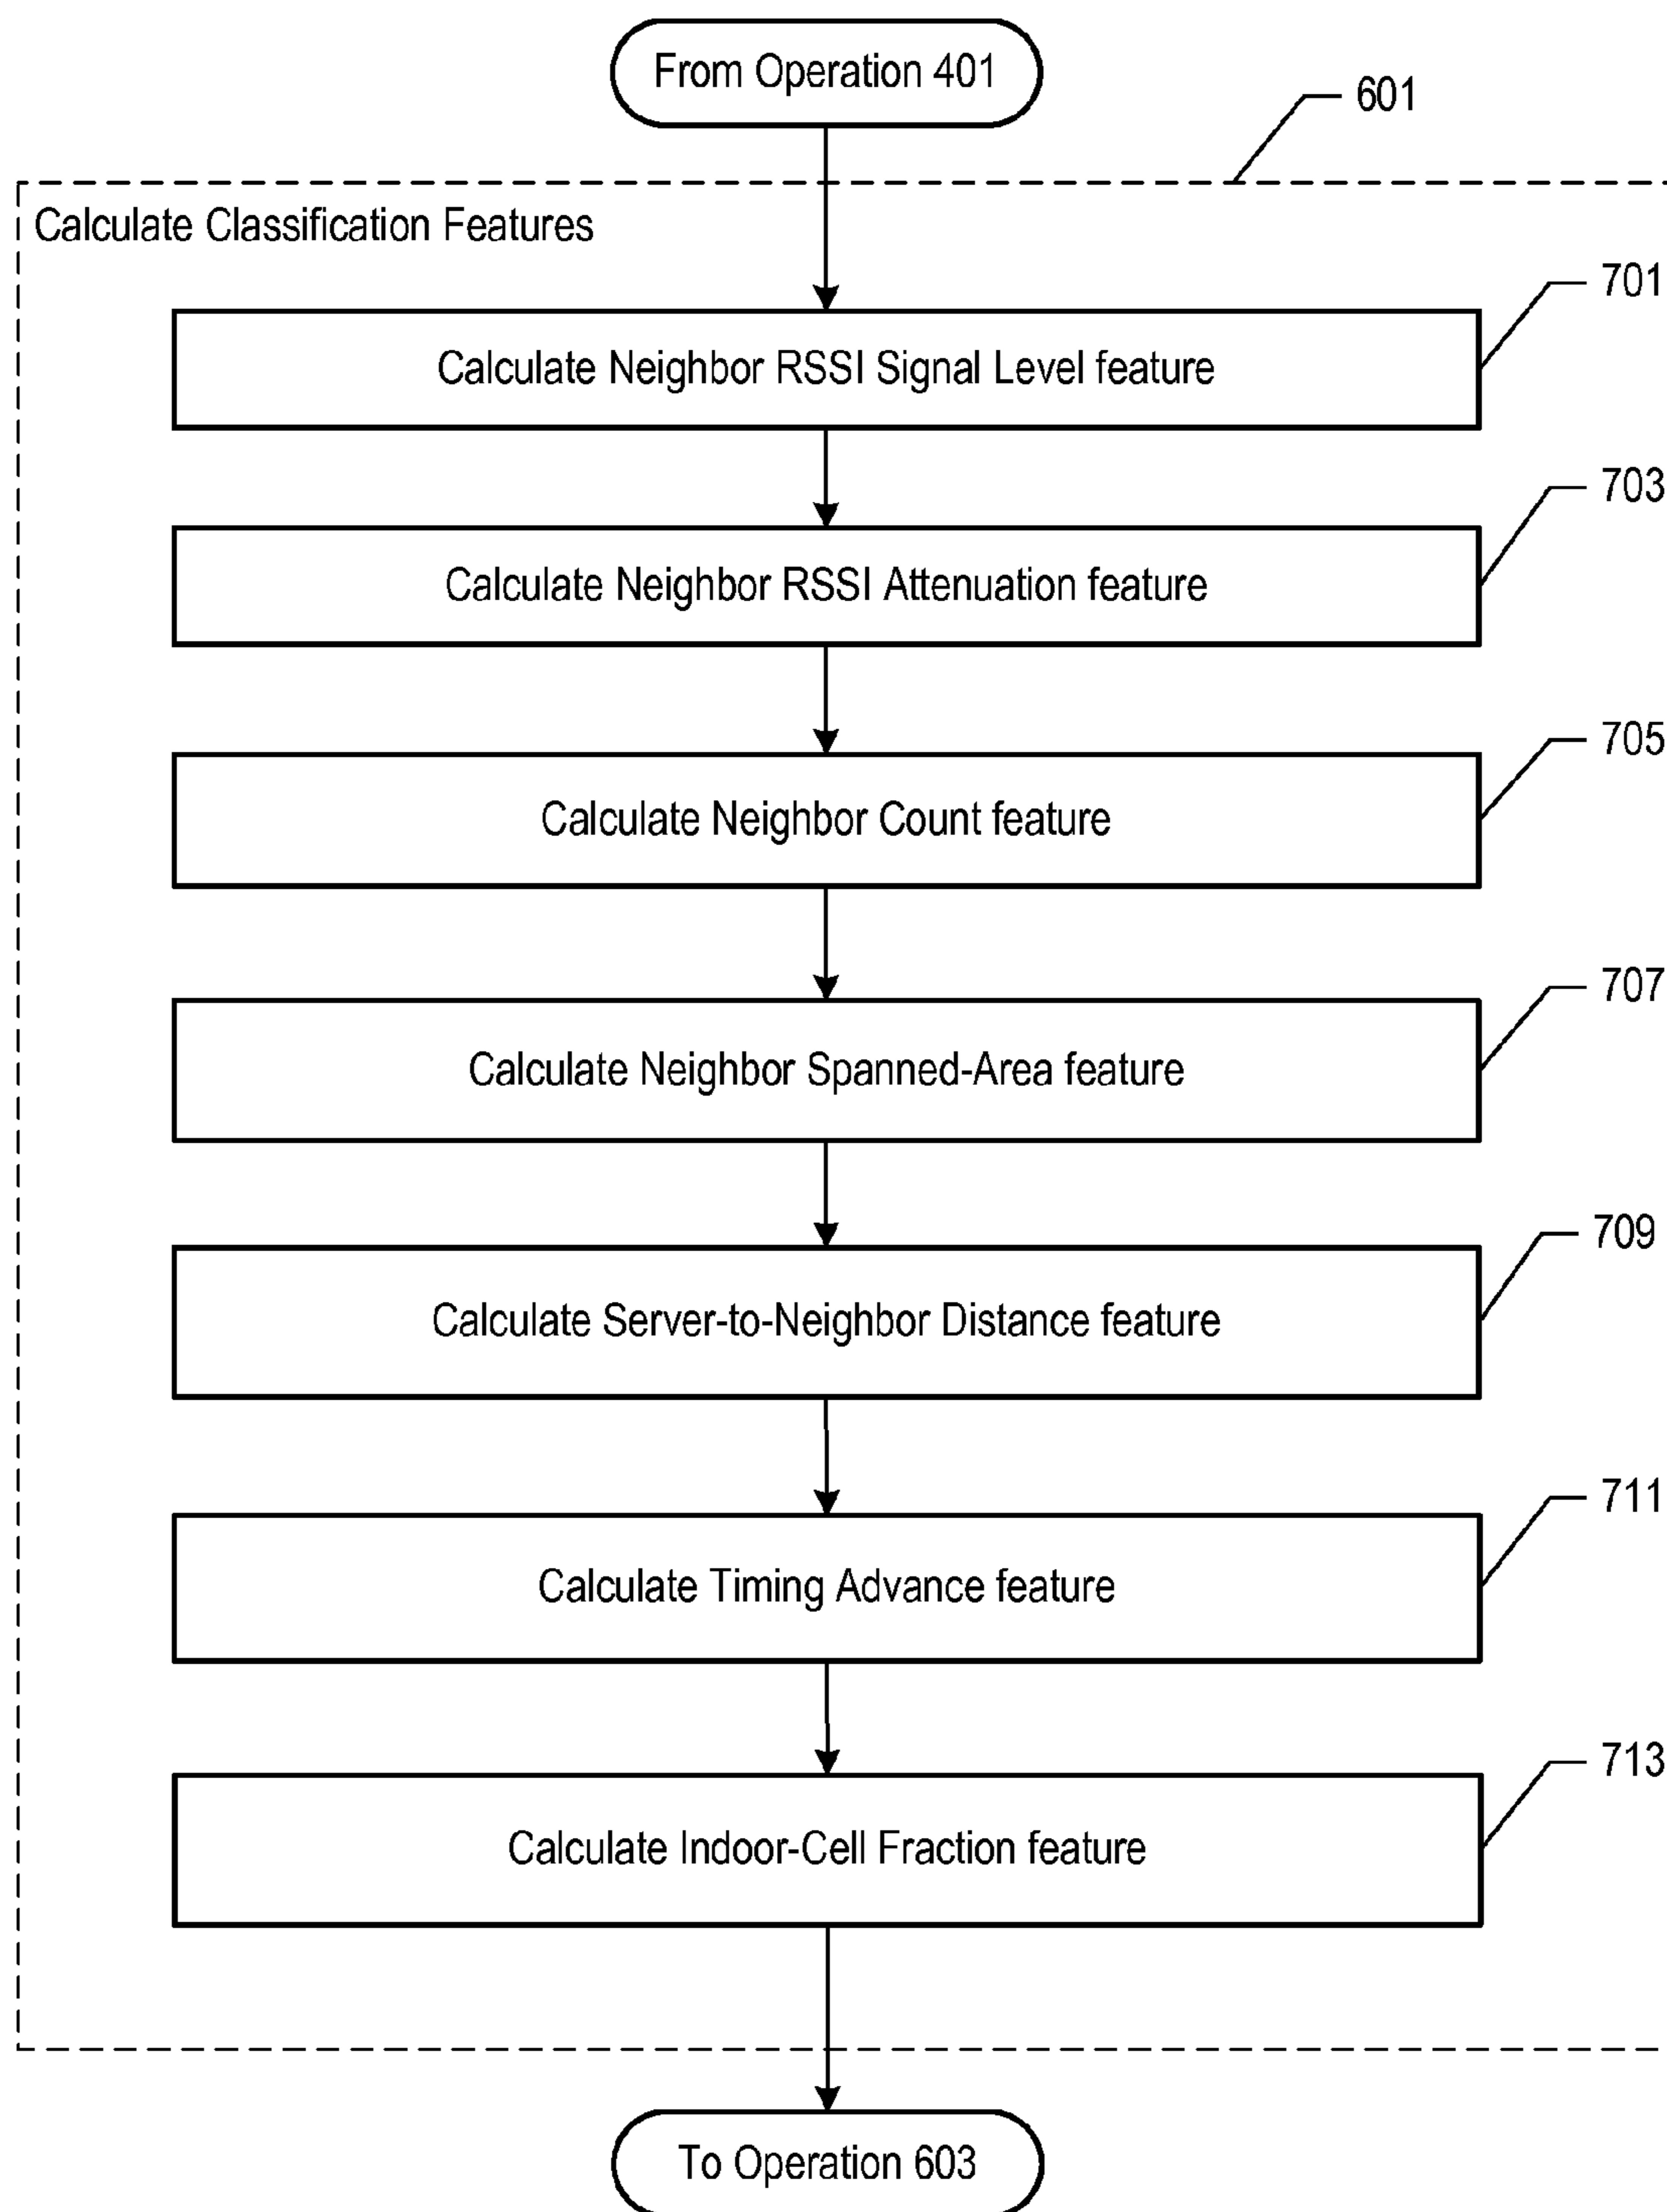 From Operation 401
601
Calculate Classification Features
701
Calculate Neighbor RSSI Signal Level feature
703
Calculate Neighbor RSSI Attenuation feature
705
Calculate Neighbor Count feature
707
Calculate Neighbor Spanned-Area feature
709
Calculate Server-to-Neighbor Distance feature
711
Calculate Timing Advance feature
713
Calculate Indoor-Cell Fraction feature
To Operation 603